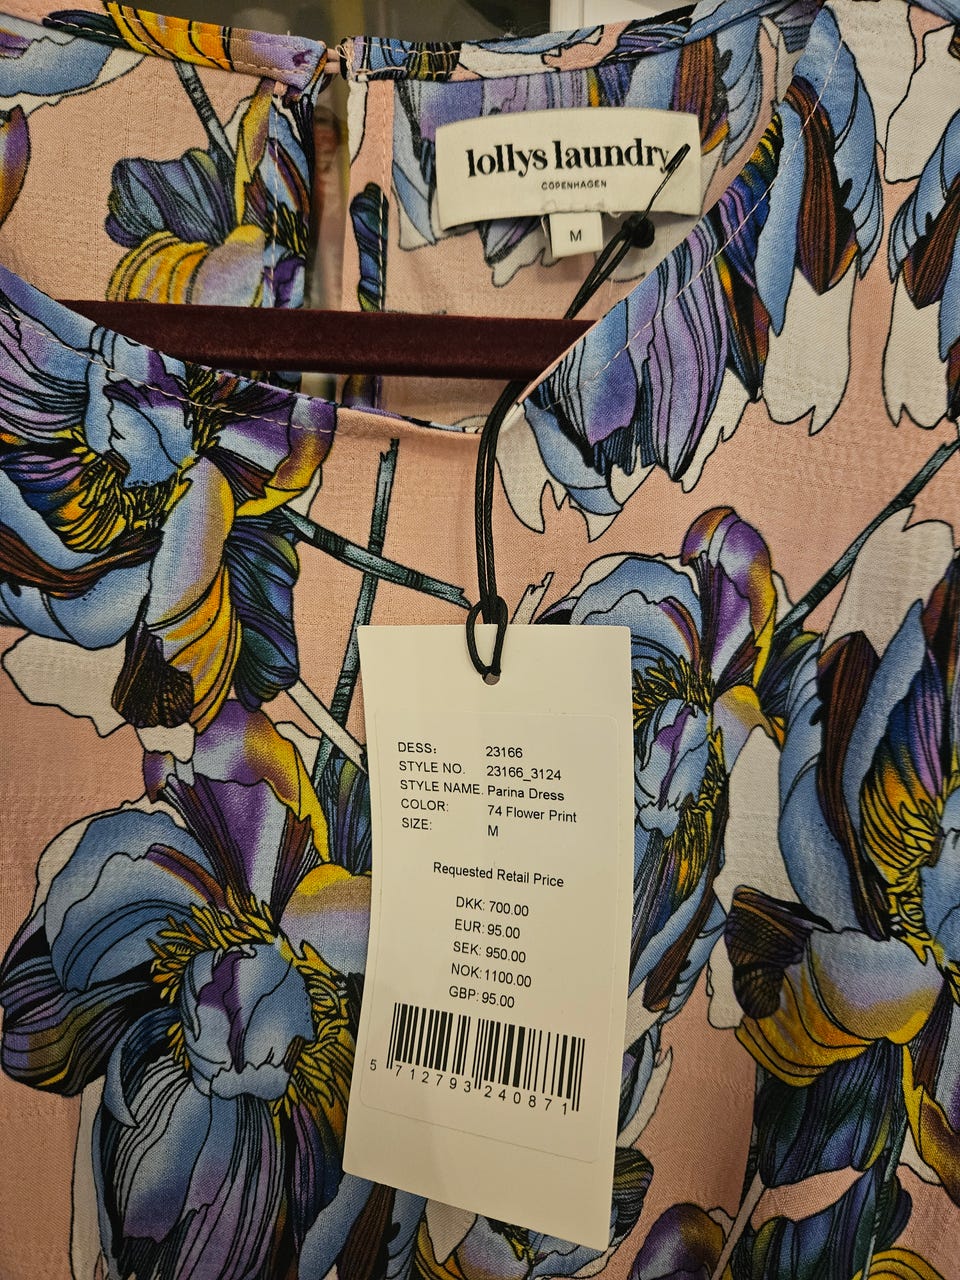 lollys laundry
COPENHAGEN
M
DESS: 23166
STYLE NO. 23166_3124
STYLE NAME. Parina Dress
COLOR: 74 Flower Print
SIZE: M
Requested Retail Price
DKK: 700.00
EUR: 95.00
SEK: 950.00
NOK: 1100.00
GBP: 95.00
5 712793 240871